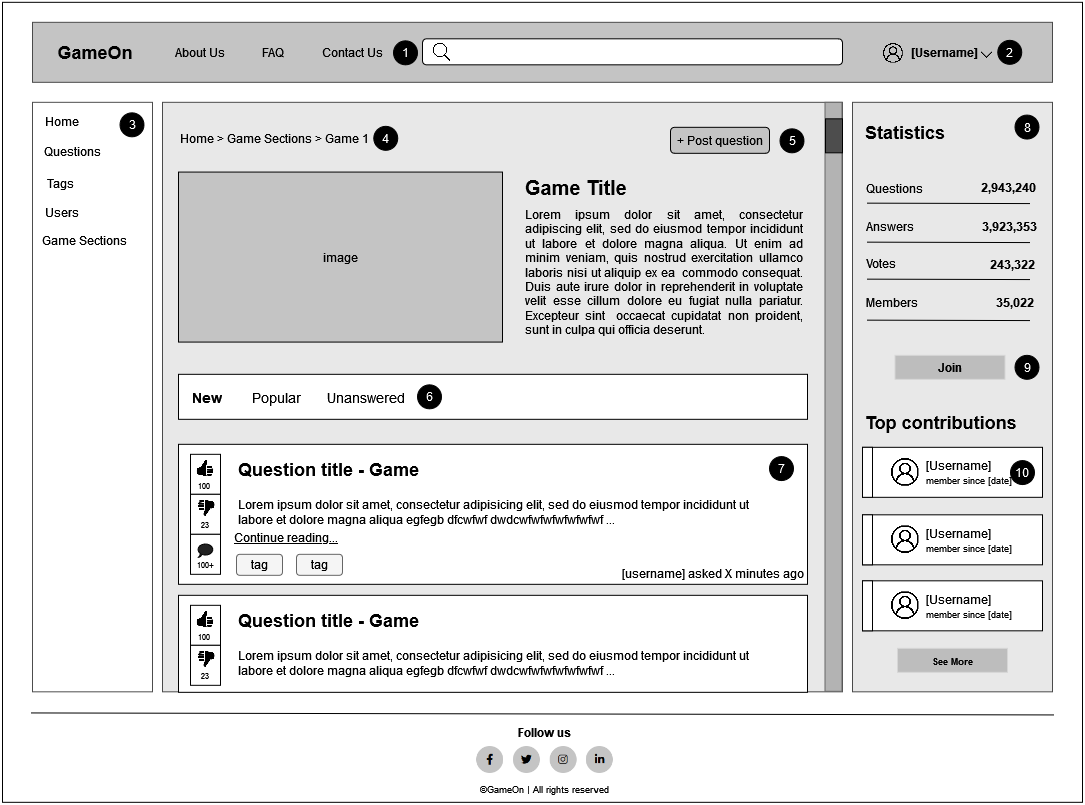 GameOn
About Us
FAQ
Contact Us
1
[Username]
2
Home
3
Questions
Tags
Users
Game Sections
Home > Game Sections > Game 1
4
+ Post question
5
image
Game Title
Lorem ipsum dolor sit amet, consectetur
adipiscing elit, sed do eiusmod tempor incididunt
ut labore et dolore magna aliqua. Ut enim ad
minim veniam, quis nostrud exercitation ullamco
laboris nisi ut aliquip ex ea commodo consequat.
Duis aute irure dolor in reprehenderit in voluptate
velit esse cillum dolore eu fugiat nulla pariatur.
Excepteur sint occaecat cupidatat non proident,
sunt in culpa qui officia deserunt.
New
Popular
Unanswered
6
100
23
100+
Question title - Game
7
Lorem ipsum dolor sit amet, consectetur adipisicing elit, sed do eiusmod tempor incididunt ut
labore et dolore magna aliqua egfegb dfcwfwf dwdcwfwfwfwfwfwfwf ...
Continue reading...
tag
tag
[username] asked X minutes ago
100
23
Question title - Game
Lorem ipsum dolor sit amet, consectetur adipisicing elit, sed do eiusmod tempor incididunt ut
labore et dolore magna aliqua egfegb dfcwfwf dwdcwfwfwfwfwfwfwf ...
Statistics
8
Questions 2,943,240
Answers 3,923,353
Votes 243,322
Members 35,022
Join
9
Top contributions
[Username]
member since [date]
10
[Username]
member since [date]
[Username]
member since [date]
See More
Follow us
©GameOn | All rights reserved